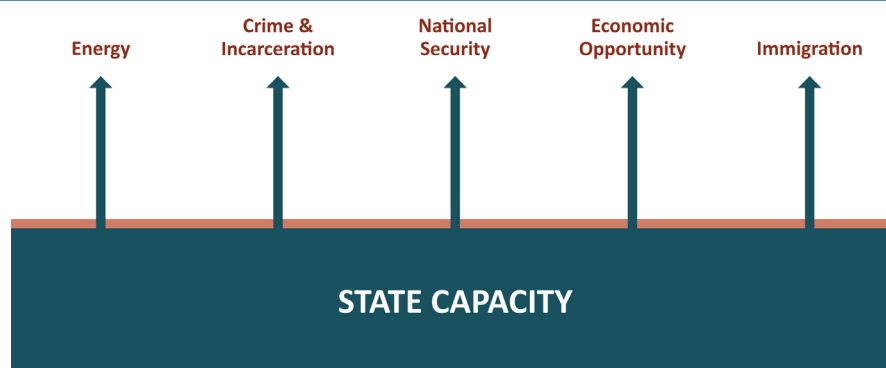 Energy
Crime &
Incarceration
National
Security
Economic
Opportunity
Immigration
STATE CAPACITY